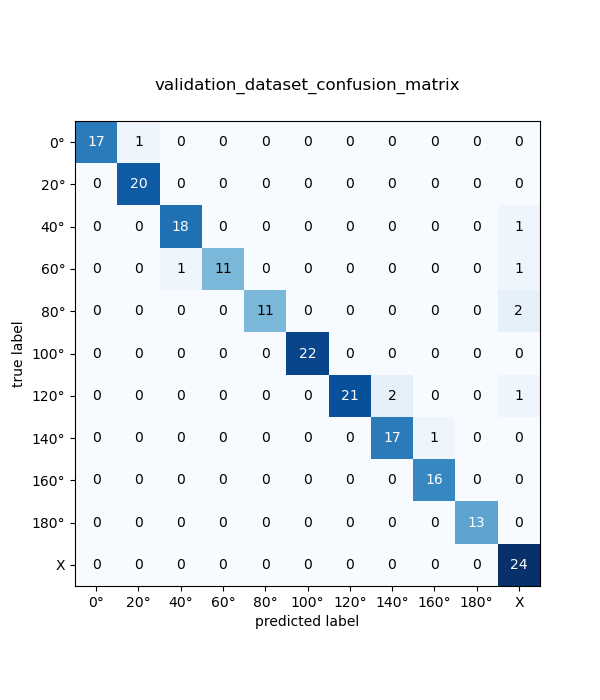 validation_dataset_confusion_matrix
0° 17 1 0 0 0 0 0 0 0 0 0
20° 0 20 0 0 0 0 0 0 0 0 0
40° 0 0 18 0 0 0 0 0 0 0 1
60° 0 0 1 11 0 0 0 0 0 0 1
80° 0 0 0 0 11 0 0 0 0 0 2
100° 0 0 0 0 0 22 0 0 0 0 0
120° 0 0 0 0 0 0 21 2 0 0 1
140° 0 0 0 0 0 0 0 17 1 0 0
160° 0 0 0 0 0 0 0 0 16 0 0
180° 0 0 0 0 0 0 0 0 0 13 0
X 0 0 0 0 0 0 0 0 0 0 24
0° 20° 40° 60° 80° 100° 120° 140° 160° 180° X
predicted label
true label